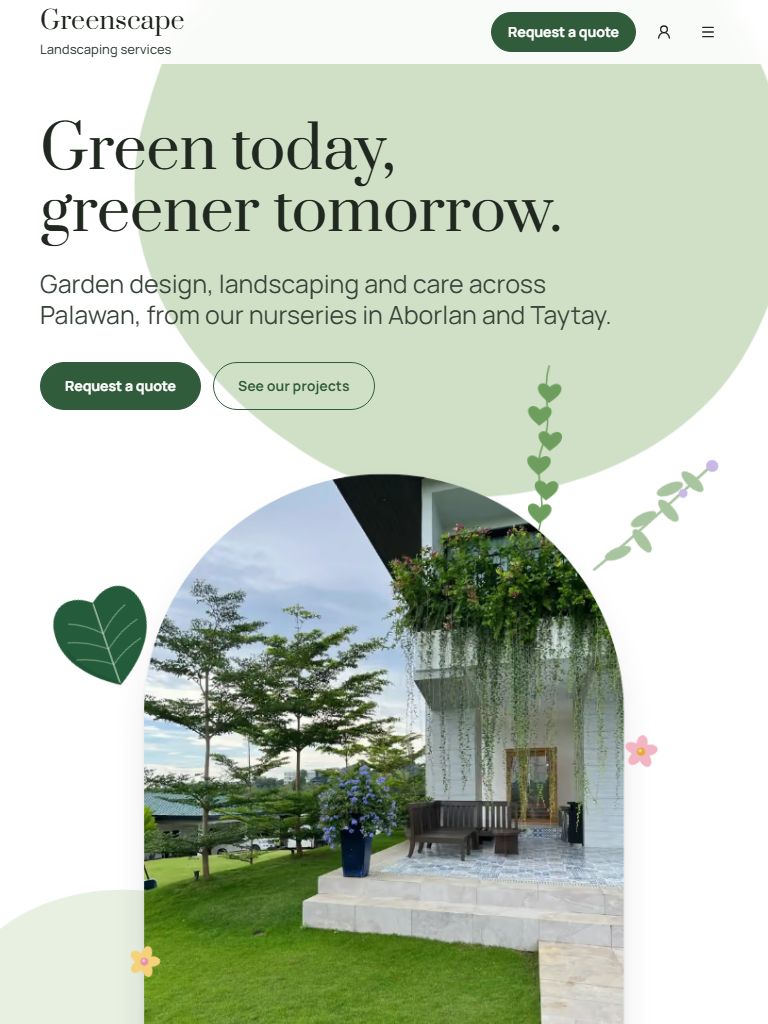 Greenscape
Landscaping services
Request a quote
Green today,
greener tomorrow.
Garden design, landscaping and care across
Palawan, from our nurseries in Aborlan and Taytay.
Request a quote
See our projects